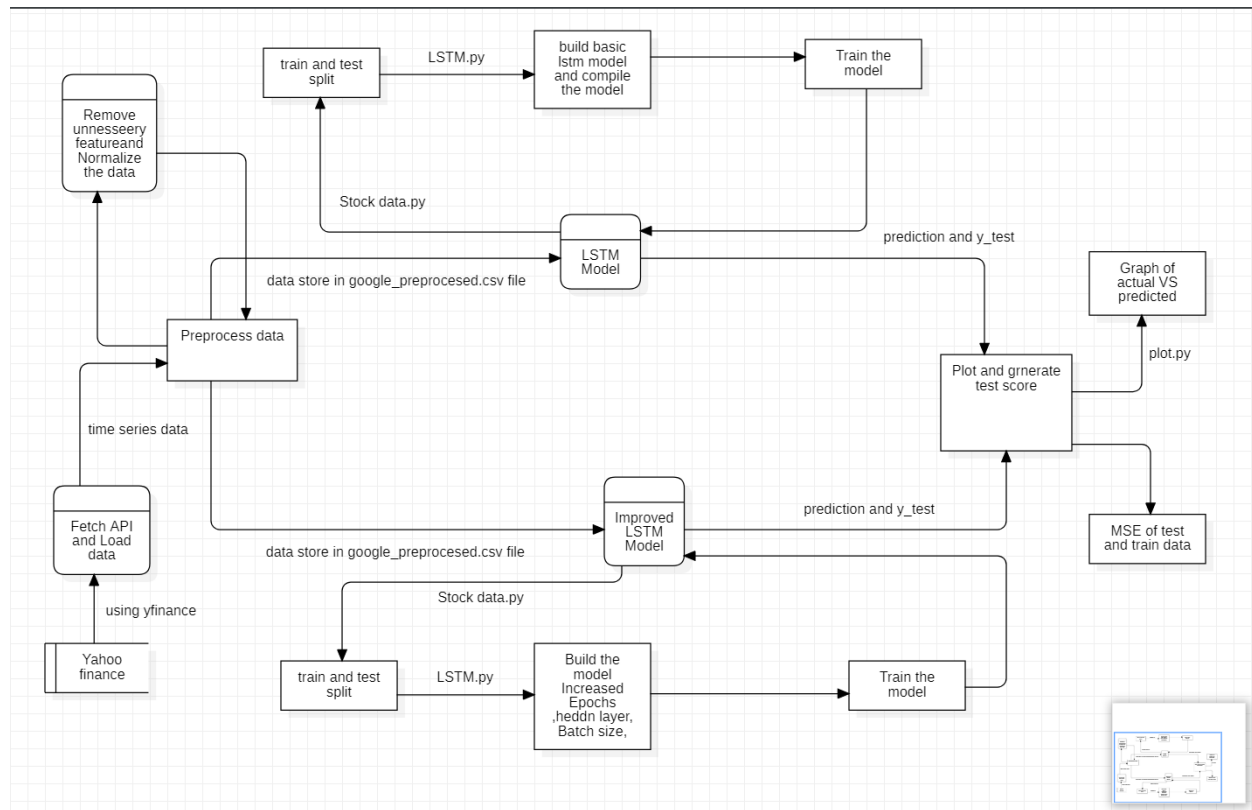 train and test
split
LSTM.py
build basic
lstm model
and compile
the model
Train the
model
Remove
unnesseery
featureand
Normalize
the data
Stock data.py
LSTM
Model
prediction and y_test
data store in google_preprocesed.csv file
Graph of
actual VS
predicted
Preprocess data
plot.py
Plot and grnerate
test score
time series data
Fetch API
and Load
data
Improved
LSTM
Model
prediction and y_test
MSE of test
and train data
data store in google_preprocesed.csv file
Stock data.py
using yfinance
Yahoo
finance
train and test
split
LSTM.py
Build the
model
Increased
Epochs
,heddn layer,
Batch size,
Train the
model